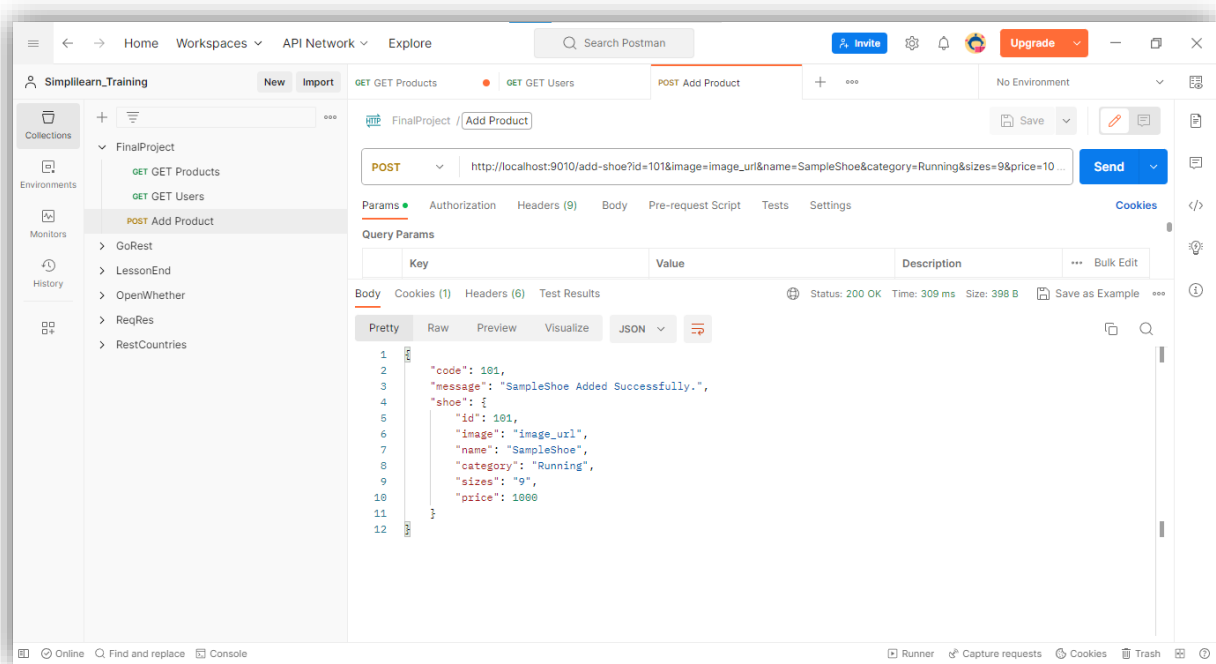 Home Workspaces API Network Explore Search Postman Invite Upgrade
Simplilearn_Training New Import GET GET Products GET GET Users POST Add Product No Environment
Collections
Environments
Monitors
History
FinalProject
GET GET Products
GET GET Users
POST Add Product
GoRest
LessonEnd
OpenWhether
ReqRes
RestCountries
HTTP FinalProject / Add Product Save
POST http://localhost:9010/add-shoe?id=101&image=image_url&name=SampleShoe&category=Running&sizes=9&price=10... Send
Params Authorization Headers (9) Body Pre-request Script Tests Settings Cookies
Query Params
Key Value Description Bulk Edit
Body Cookies (1) Headers (6) Test Results Status: 200 OK Time: 309 ms Size: 398 B Save as Example
Pretty Raw Preview Visualize JSON
1 {
2 "code": 101,
3 "message": "SampleShoe Added Successfully.",
4 "shoe": {
5 "id": 101,
6 "image": "image_url",
7 "name": "SampleShoe",
8 "category": "Running",
9 "sizes": "9",
10 "price": 1000
11 }
12 }
Online Find and replace Console Runner Capture requests Cookies Trash